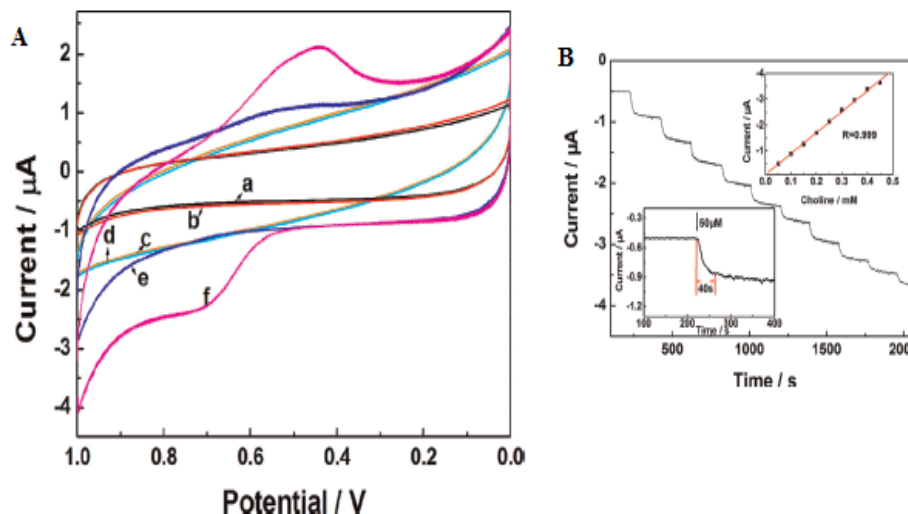 A
2
1
0
-1
-2
-3
-4
Current / µA
a
b
c
d
e
f
1.0
0.8
0.6
0.4
0.2
0.0
Potential / V
B
0
-1
-2
-3
-4
Current / µA
-4
-3
-2
-1
Current / µA
R=0.999
0.0
0.1
0.2
0.3
0.4
0.5
Choline / mM
-0.3
-0.6
-0.9
-1.2
Current / µA
50µM
40s
100
200
300
400
Time / s
500
1000
1500
200
Time / s